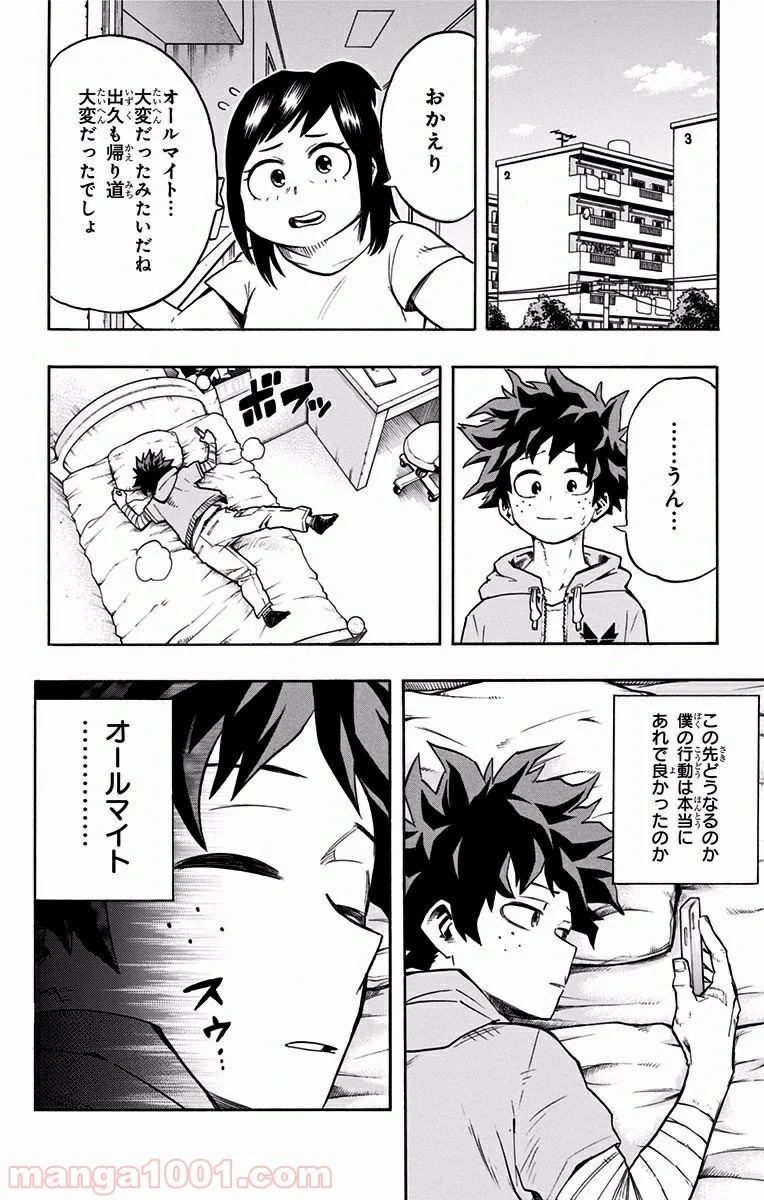 2
3
おかえり
オールマイト…
大変だったみたいだね
出久も帰り道
大変だったでしょ
……うん…
ボフッ
この先どうなるのか
僕の行動は本当に
あれで良かったのか
オールマイト
…………
スゥ…
manga1001.com